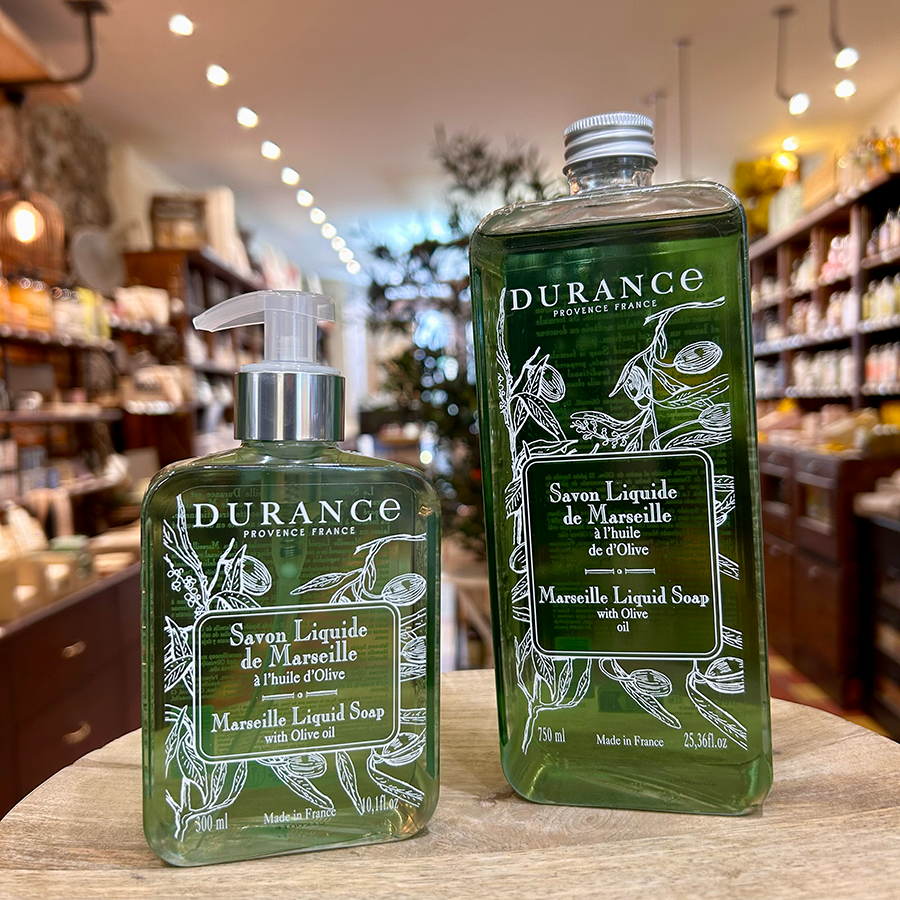 DURANCE
PROVENCE FRANCE
Savon Liquide
de Marseille
à l'huile d'Olive
Marseille Liquid Soap
with Olive oil
300 ml
Made in France
10,1fl.oz
DURANCE
PROVENCE FRANCE
Savon Liquide
de Marseille
à l'huile
de d'Olive
Marseille Liquid Soap
with Olive
oil
750 ml
Made in France
25,36fl.oz